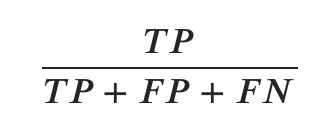 TP
TP + FP + FN